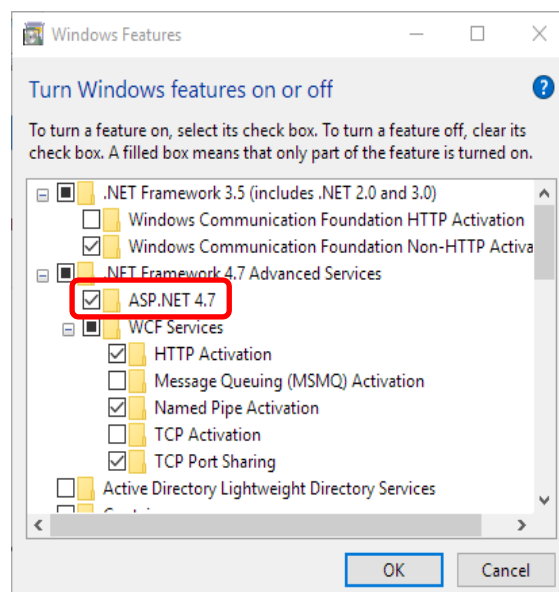 Windows Features
Turn Windows features on or off
To turn a feature on, select its check box. To turn a feature off, clear its
check box. A filled box means that only part of the feature is turned on.
.NET Framework 3.5 (includes .NET 2.0 and 3.0)
Windows Communication Foundation HTTP Activation
Windows Communication Foundation Non-HTTP Activa
.NET Framework 4.7 Advanced Services
ASP.NET 4.7
WCF Services
HTTP Activation
Message Queuing (MSMQ) Activation
Named Pipe Activation
TCP Activation
TCP Port Sharing
Active Directory Lightweight Directory Services
OK
Cancel